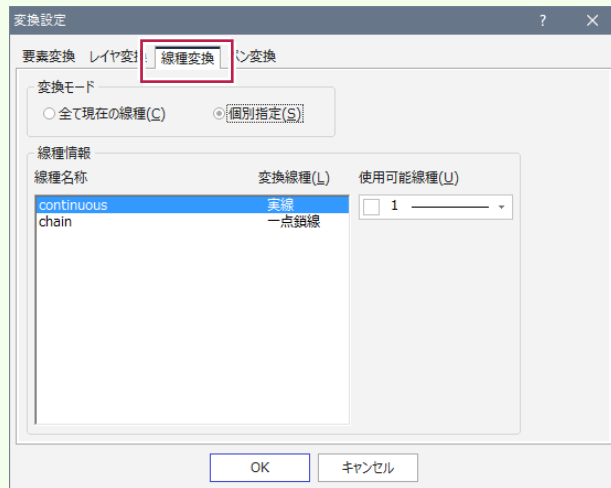 変換設定 ? ×
要素変換 レイヤ変換 線種変換 ペン変換
変換モード
全て現在の線種(C) 個別指定(S)
線種情報
線種名称 変換線種(L) 使用可能線種(U)
continuous 実線 1
chain 一点鎖線
OK キャンセル